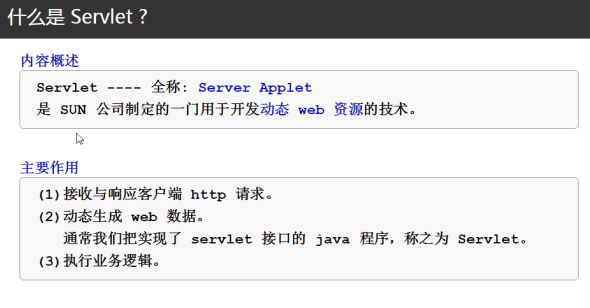 什么是 Servlet ?
内容概述
Servlet ---- 全称: Server Applet
是 SUN 公司制定的一门用于开发动态 web 资源的技术。
主要作用
(1)接收与响应客户端 http 请求。
(2)动态生成 web 数据。
通常我们把实现了 servlet 接口的 java 程序，称之为 Servlet。
(3)执行业务逻辑。